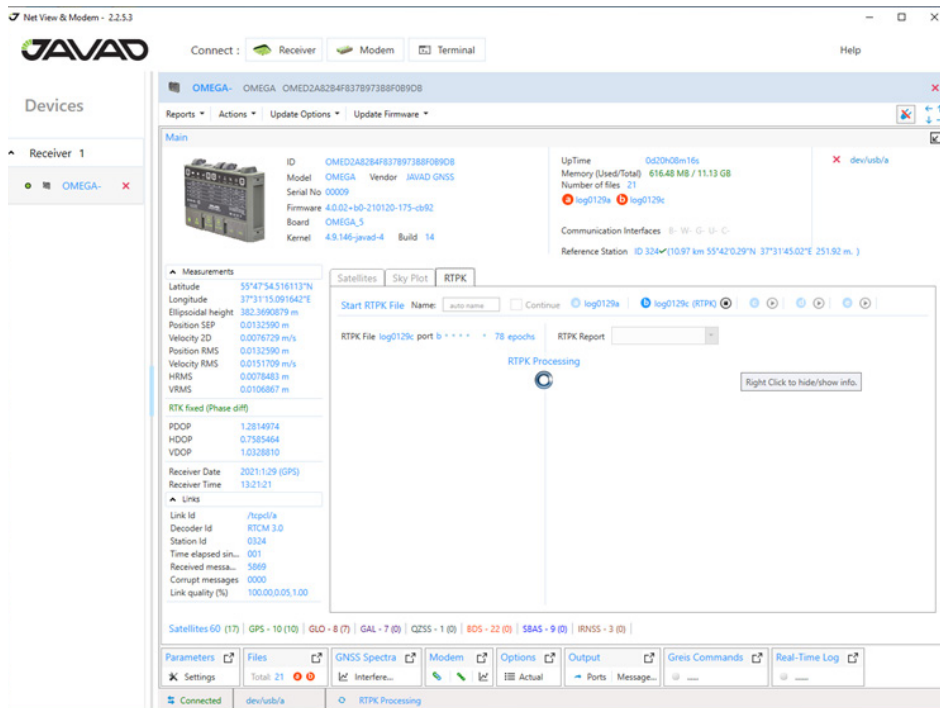 Net View & Modem - 2.2.5.3
JAVAD
Connect :
Receiver
Modem
Terminal
Help
Devices
Receiver 1
OMEGA-
OMEGA- OMEGA OMED2A82B4F837B973B8F0B9DB
Reports
Actions
Update Options
Update Firmware
Main
ID OMED2A82B4F837B973B8F0B9DB
Model OMEGA Vendor JAVAD GNSS
Serial No 00009
Firmware 4.0.02+b0-210120-175-cb92
Board OMEGA_5
Kernel 4.9.146-javad-4 Build 14
UpTime 0d20h08m16s
Memory (Used/Total) 616.48 MB / 11.13 GB
Number of files 21
a log0129a b log0129c
Communication Interfaces B- W- G- U- C-
Reference Station ID 324 (10.97 km 55°42'0.29"N 37°31'45.02"E 251.92 m. )
dev/usb/a
Measurements
Latitude 55°47'54.516113"N
Longitude 37°31'15.091642"E
Ellipsoidal height 382.3690879 m
Position SEP 0.0132590 m
Velocity 2D 0.0076729 m/s
Position RMS 0.0132590 m
Velocity RMS 0.0151709 m/s
HRMS 0.0078483 m
VRMS 0.0106867 m
RTK fixed (Phase diff)
PDOP 1.2814974
HDOP 0.7585464
VDOP 1.0328810
Receiver Date 2021:1:29 (GPS)
Receiver Time 13:21:21
Links
Link Id /tcpcl/a
Decoder Id RTCM 3.0
Station Id 0324
Time elapsed sin... 001
Received messa... 5869
Corrupt messages 0000
Link quality (%) 100.00,0.05,1.00
Satellites
Sky Plot
RTPK
Start RTPK File Name: auto name Continue log0129a b log0129c (RTPK)
RTPK File log0129c port b * * * * * 78 epochs RTPK Report
RTPK Processing
Right Click to hide/show info.
Satellites 60 (17) GPS - 10 (10) GLO - 8 (7) GAL - 7 (0) QZSS - 1 (0) BDS - 22 (0) SBAS - 9 (0) IRNSS - 3 (0)
Parameters
Files
GNSS Spectra
Modem
Options
Output
Greis Commands
Real-Time Log
Settings
Total: 21 a b
Interfere...
Actual
Ports
Message...
Connected
dev/usb/a
RTPK Processing